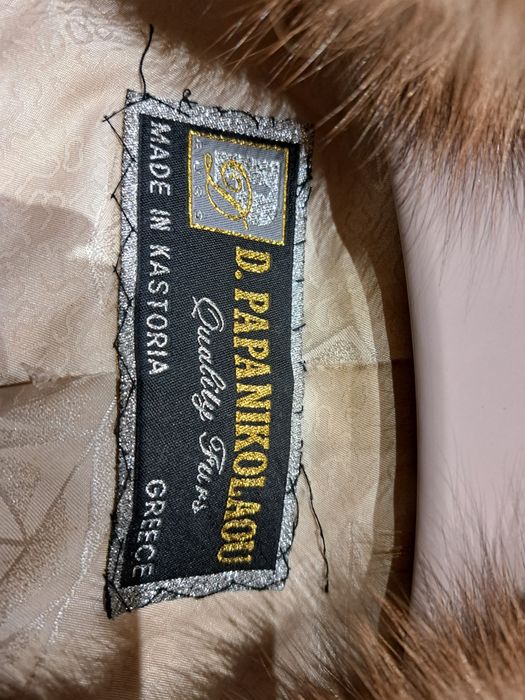 D. PAPANIKOLAOU
Quality Furs
MADE IN KASTORIA GREECE